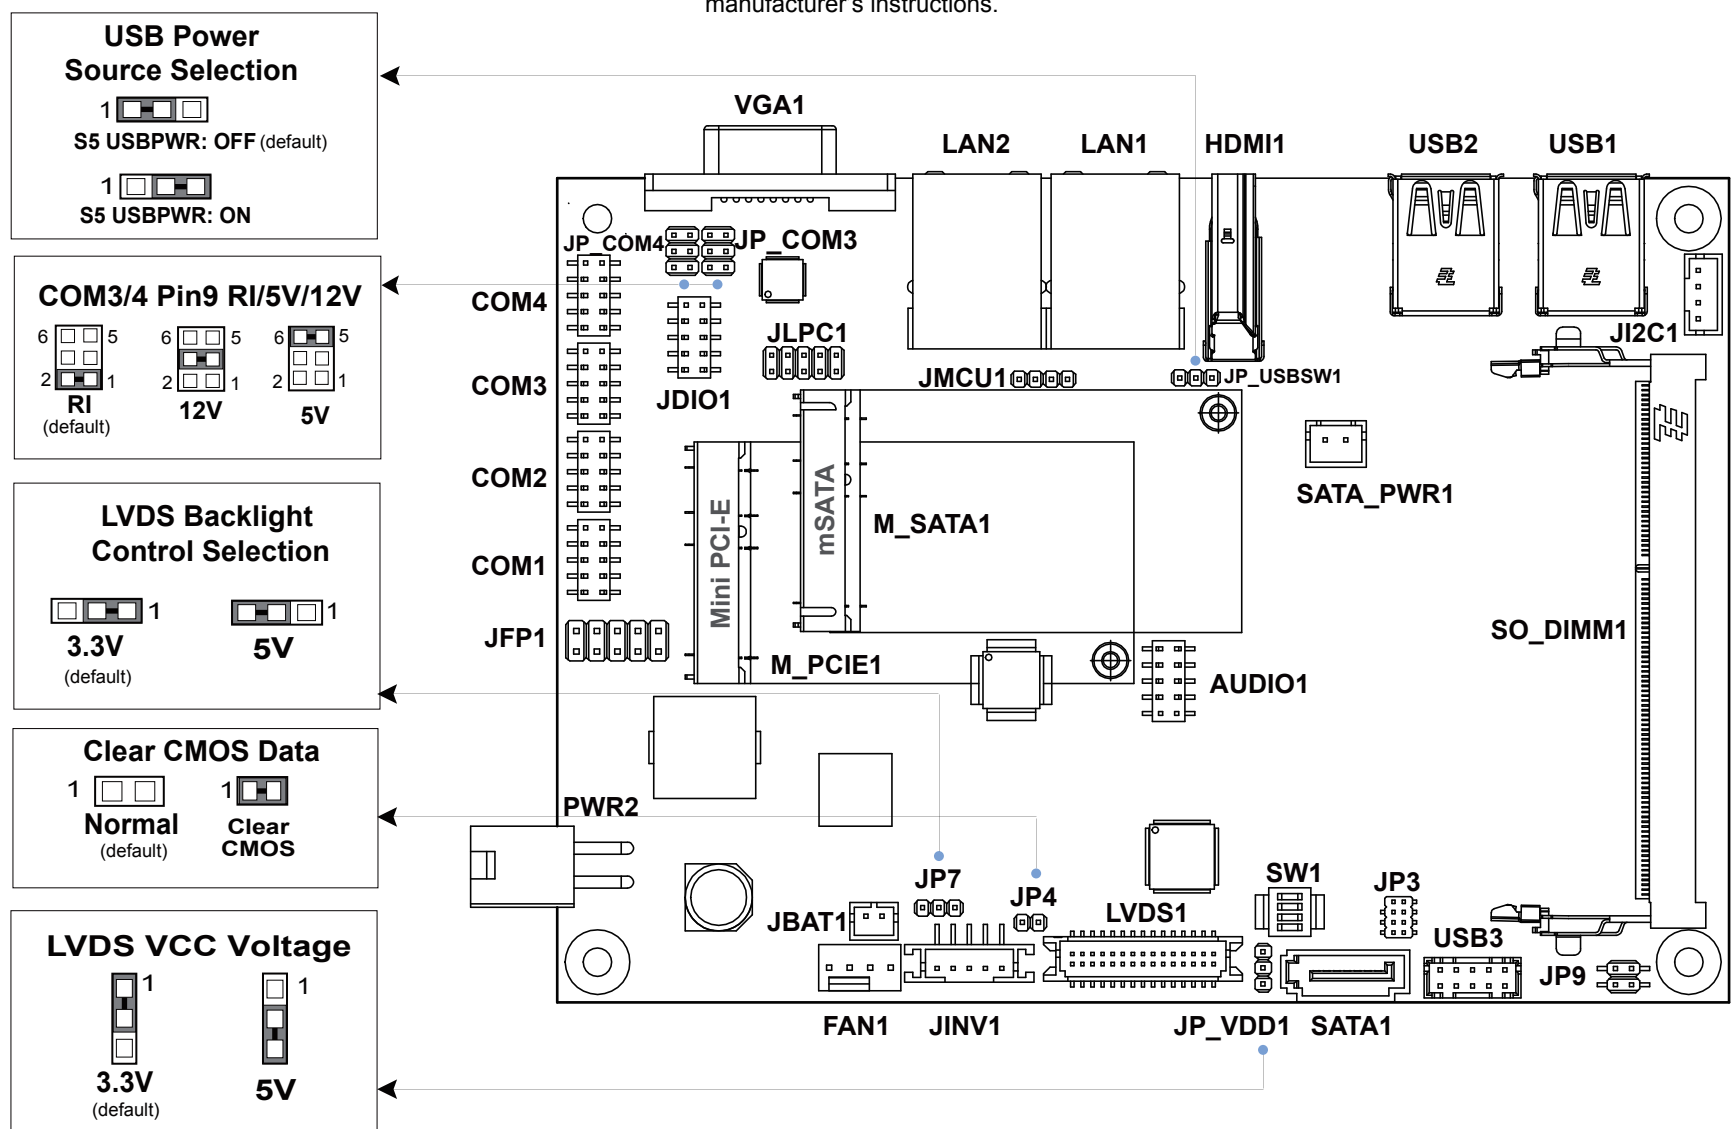 manufacturer's instructions.
USB Power
Source Selection
1
S5 USBPWR: OFF (default)
1
S5 USBPWR: ON
COM3/4 Pin9 RI/5V/12V
6 5 6 5 6 5
2 1 2 1 2 1
RI 12V 5V
(default)
LVDS Backlight
Control Selection
1 1
3.3V 5V
(default)
Clear CMOS Data
1 1
Normal Clear
(default) CMOS
LVDS VCC Voltage
1 1
3.3V 5V
(default)
VGA1
LAN2 LAN1 HDMI1 USB2 USB1
JP_COM4 JP_COM3
COM4
JLPC1
JI2C1
COM3
JDIO1
JMCU1
JP_USBSW1
COM2
Mini PCI-E
mSATA
M_SATA1
SATA_PWR1
COM1
JFP1
M_PCIE1
AUDIO1
SO_DIMM1
PWR2
JP7
JP4
SW1
JP3
JBAT1
LVDS1
USB3
JP9
FAN1 JINV1 JP_VDD1 SATA1